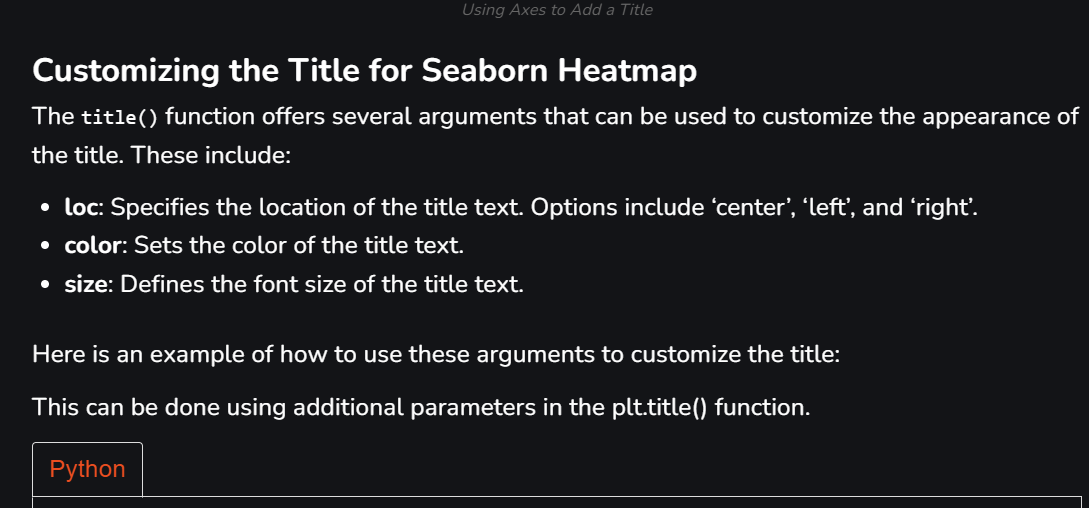 Using Axes to Add a Title
Customizing the Title for Seaborn Heatmap
The title() function offers several arguments that can be used to customize the appearance of
the title. These include:
• loc: Specifies the location of the title text. Options include ‘center’, ‘left’, and ‘right’.
• color: Sets the color of the title text.
• size: Defines the font size of the title text.
Here is an example of how to use these arguments to customize the title:
This can be done using additional parameters in the plt.title() function.
Python